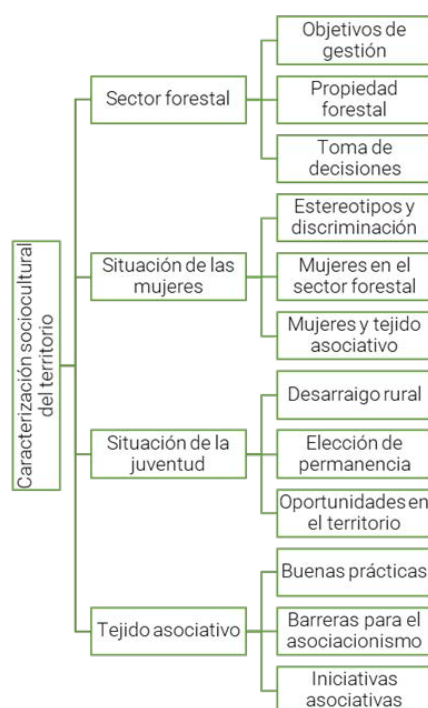 Caracterización sociocultural
del territorio
Sector forestal
Objetivos de
gestión
Propiedad
forestal
Toma de
decisiones
Situación de las
mujeres
Estereotipos y
discriminación
Mujeres en el
sector forestal
Mujeres y tejido
asociativo
Situación de la
juventud
Desarraigo rural
Elección de
permanencia
Oportunidades en
el territorio
Tejido asociativo
Buenas prácticas
Barreras para el
asociacionismo
Iniciativas
asociativas